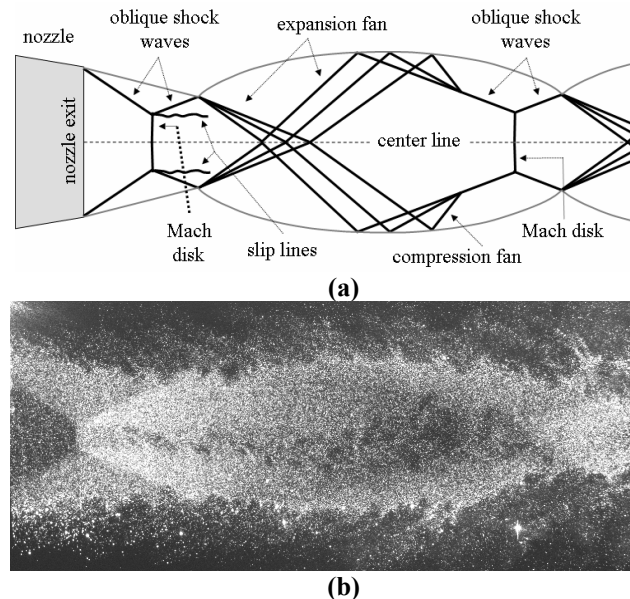 nozzle
oblique shock
waves
expansion fan
oblique shock
waves
nozzle exit
center line
Mach
disk
slip lines
compression fan
Mach disk
(a)
(b)